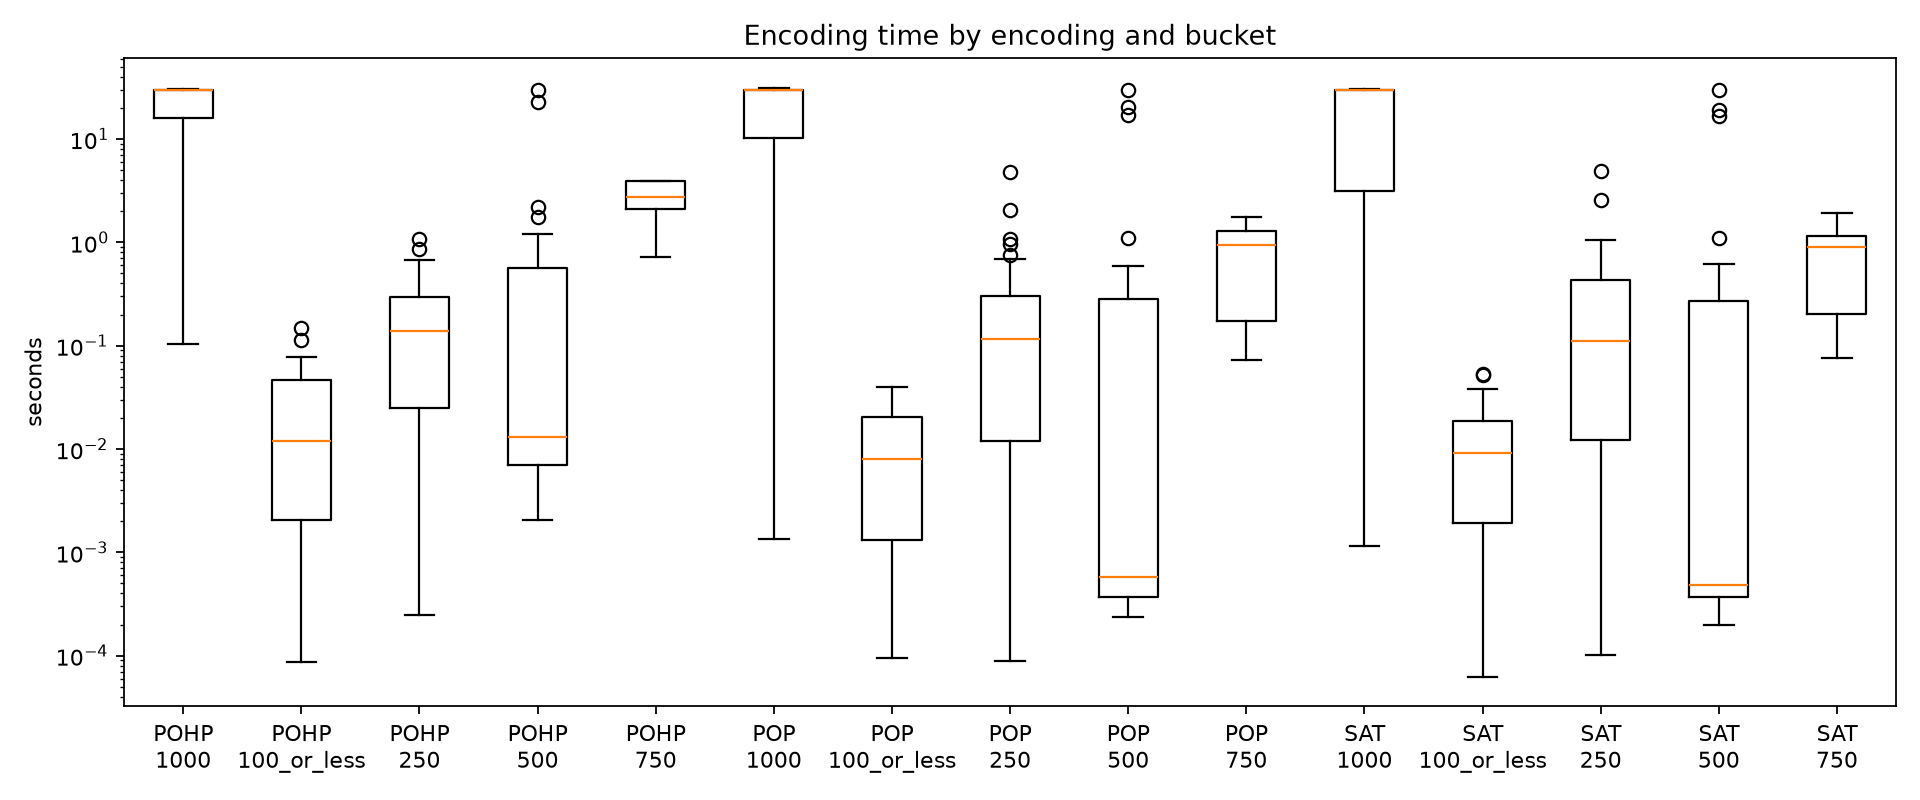 Encoding time by encoding and bucket
seconds
10^1
10^0
10^−1
10^−2
10^−3
10^−4
POHP
1000
POHP
100_or_less
POHP
250
POHP
500
POHP
750
POP
1000
POP
100_or_less
POP
250
POP
500
POP
750
SAT
1000
SAT
100_or_less
SAT
250
SAT
500
SAT
750